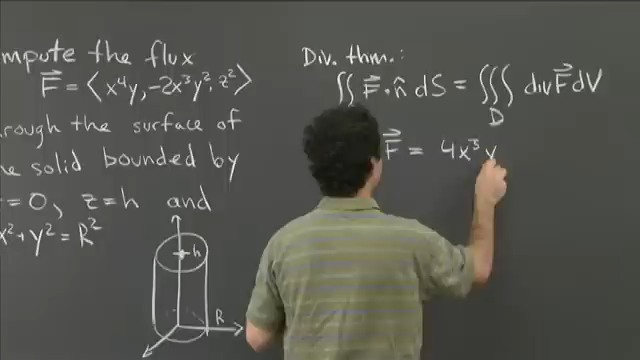 mpute the flux
F⃗ = ⟨x⁴y, -2x³y², z²⟩
rough the surface of
he solid bounded by
= 0, z = h and
x² + y² = R²
h
R
Div. thm.:
∬ F⃗ · n̂ dS = ∭ div F⃗ dV
D
F⃗ = 4x³y